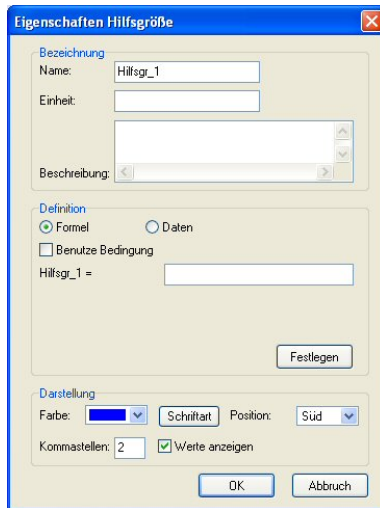 Eigenschaften Hilfsgröße
Bezeichnung
Name: Hilfsgr_1
Einheit:
Beschreibung:
Definition
Formel Daten
Benutze Bedingung
Hilfsgr_1 =
Festlegen
Darstellung
Farbe: Schriftart Position: Süd
Kommastellen: 2 Werte anzeigen
OK Abbruch